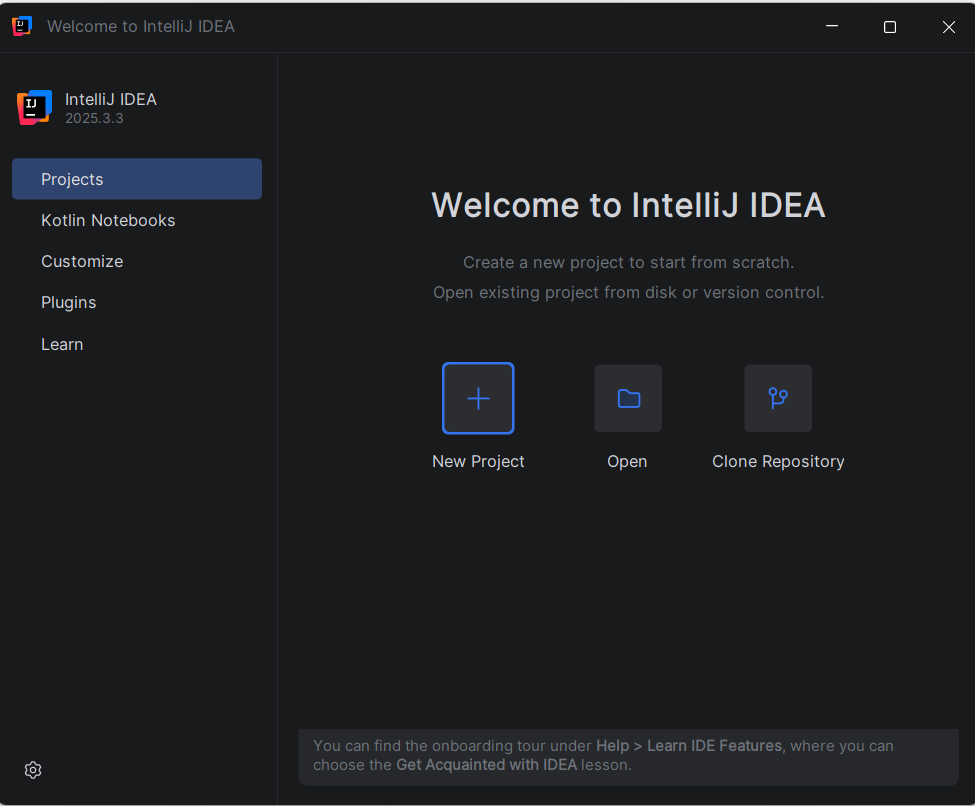 Welcome to IntelliJ IDEA
IJ
IntelliJ IDEA
2025.3.3
Projects
Kotlin Notebooks
Customize
Plugins
Learn
Welcome to IntelliJ IDEA
Create a new project to start from scratch.
Open existing project from disk or version control.
New Project
Open
Clone Repository
You can find the onboarding tour under Help > Learn IDE Features, where you can
choose the Get Acquainted with IDEA lesson.